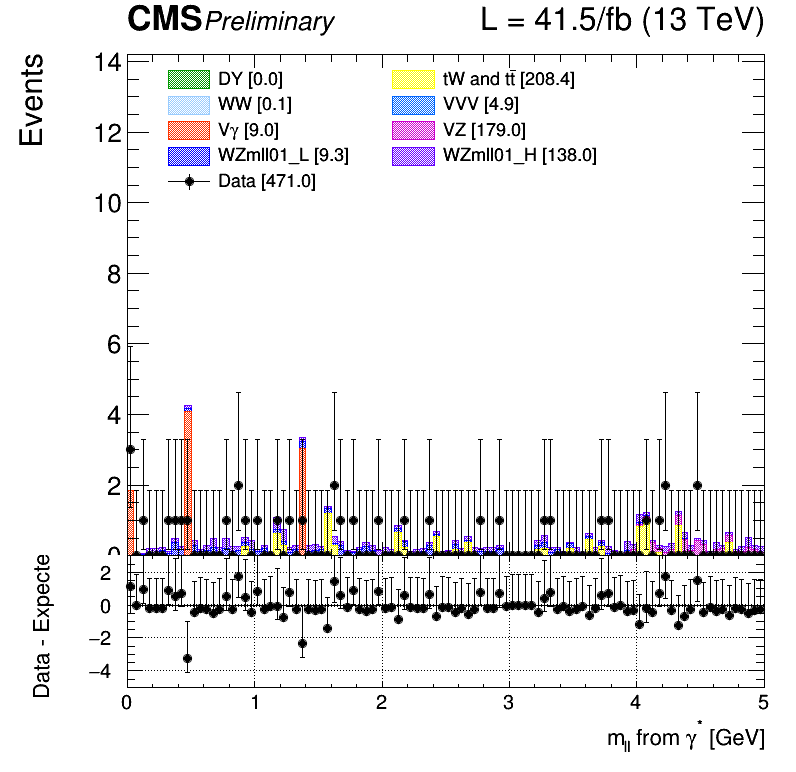 CMS Preliminary L = 41.5/fb (13 TeV)
Events
14
12
10
8
6
4
2
0
DY [0.0]
WW [0.1]
Vγ [9.0]
WZmll01_L [9.3]
Data [471.0]
tW and tt̄ [208.4]
VVV [4.9]
VZ [179.0]
WZmll01_H [138.0]
Data - Expecte
2
0
−2
−4
0 1 2 3 4 5
m_ll from γ* [GeV]